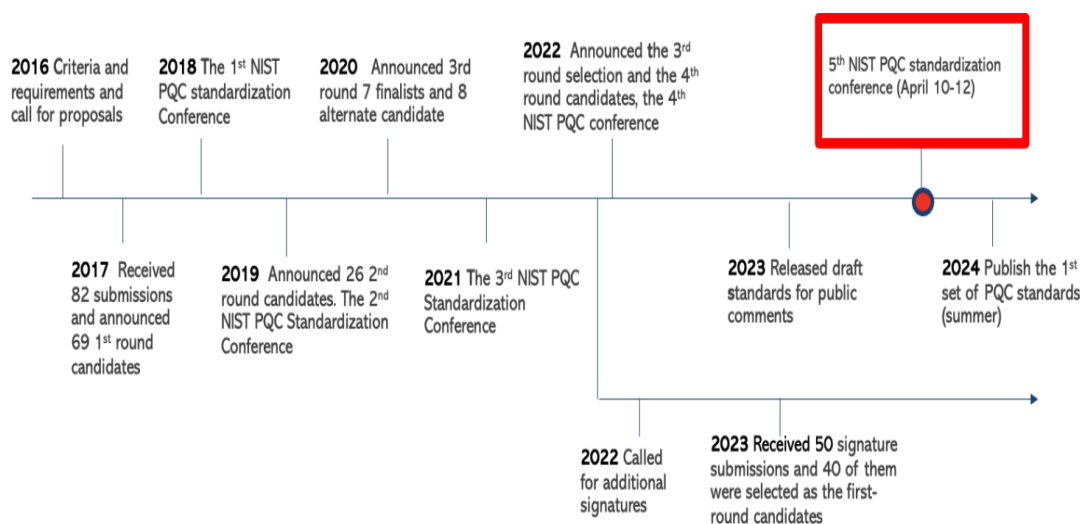 2016 Criteria and
requirements and
call for proposals
2018 The 1st NIST
PQC standardization
Conference
2020 Announced 3rd
round 7 finalists and 8
alternate candidate
2022 Announced the 3rd
round selection and the 4th
round candidates, the 4th
NIST PQC conference
5th NIST PQC standardization
conference (April 10-12)
2017 Received
82 submissions
and announced
69 1st round
candidates
2019 Announced 26 2nd
round candidates. The 2nd
NIST PQC Standardization
Conference
2021 The 3rd NIST PQC
Standardization
Conference
2023 Released draft
standards for public
comments
2024 Publish the 1st
set of PQC standards
(summer)
2022 Called
for additional
signatures
2023 Received 50 signature
submissions and 40 of them
were selected as the first-
round candidates